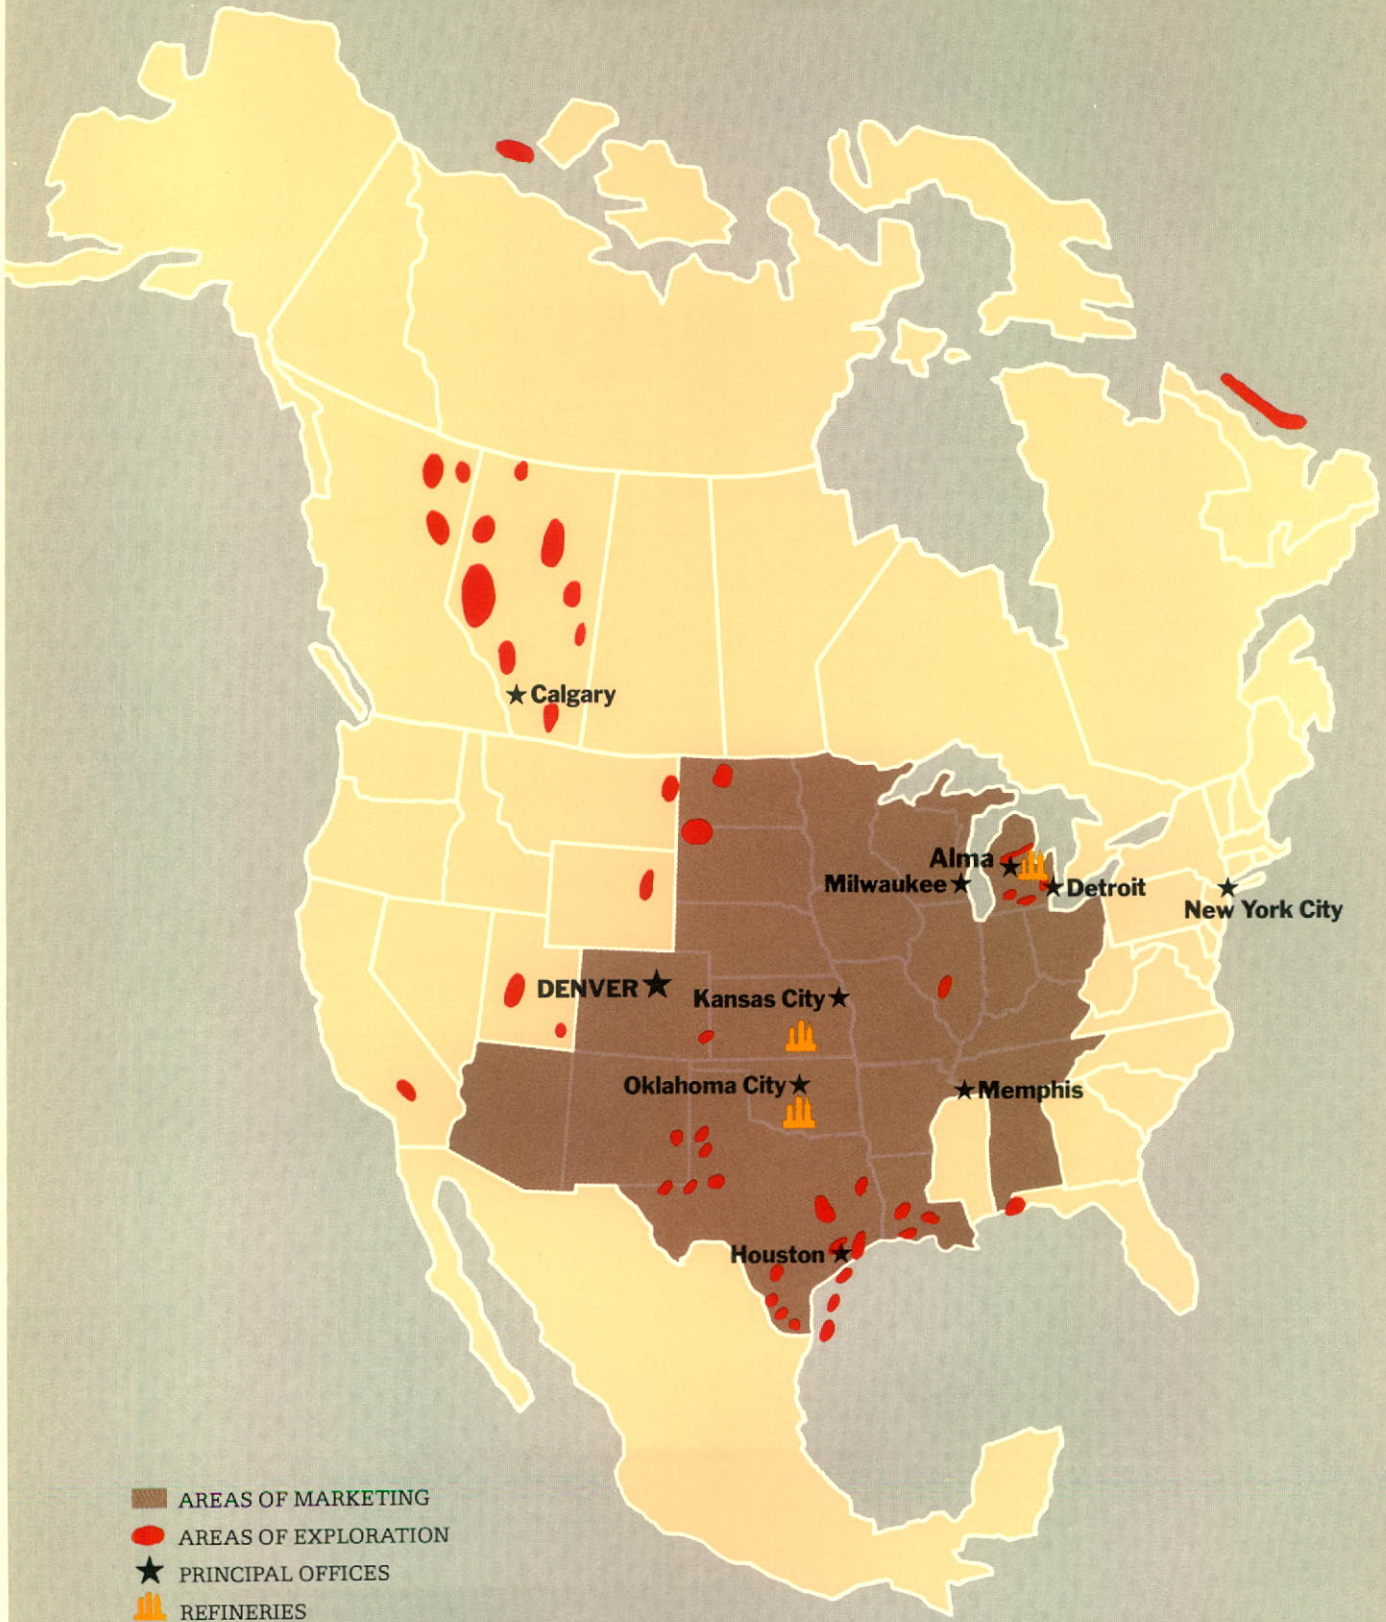 Calgary
Alma
Milwaukee
Detroit
New York City
DENVER
Kansas City
Oklahoma City
Memphis
Houston
AREAS OF MARKETING
AREAS OF EXPLORATION
PRINCIPAL OFFICES
REFINERIES